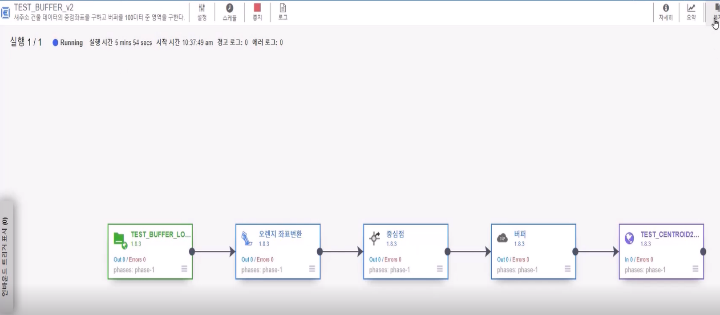 TEST_BUFFER_v2
새주소 건물 데이터의 중점좌표를 구하고 버퍼를 100미터 준 영역을 구한다.
설정 스케줄 중지 로그 자세히 요약
실행 1 / 1 Running 실행 시간 5 mins 54 secs 시작 시간 10:37:49 am 경고 로그: 0 에러 로그: 0
TEST_BUFFER_LO...
1.8.3
Out 0 / Errors 0
phases: phase-1
오렌지 좌표변환
1.8.3
Out 0 / Errors 0
phases: phase-1
중심점
1.8.3
Out 0 / Errors 0
phases: phase-1
버퍼
1.8.3
Out 0 / Errors 0
phases: phase-1
TEST_CENTROID2...
1.8.3
In 0 / Errors 0
phases: phase-1